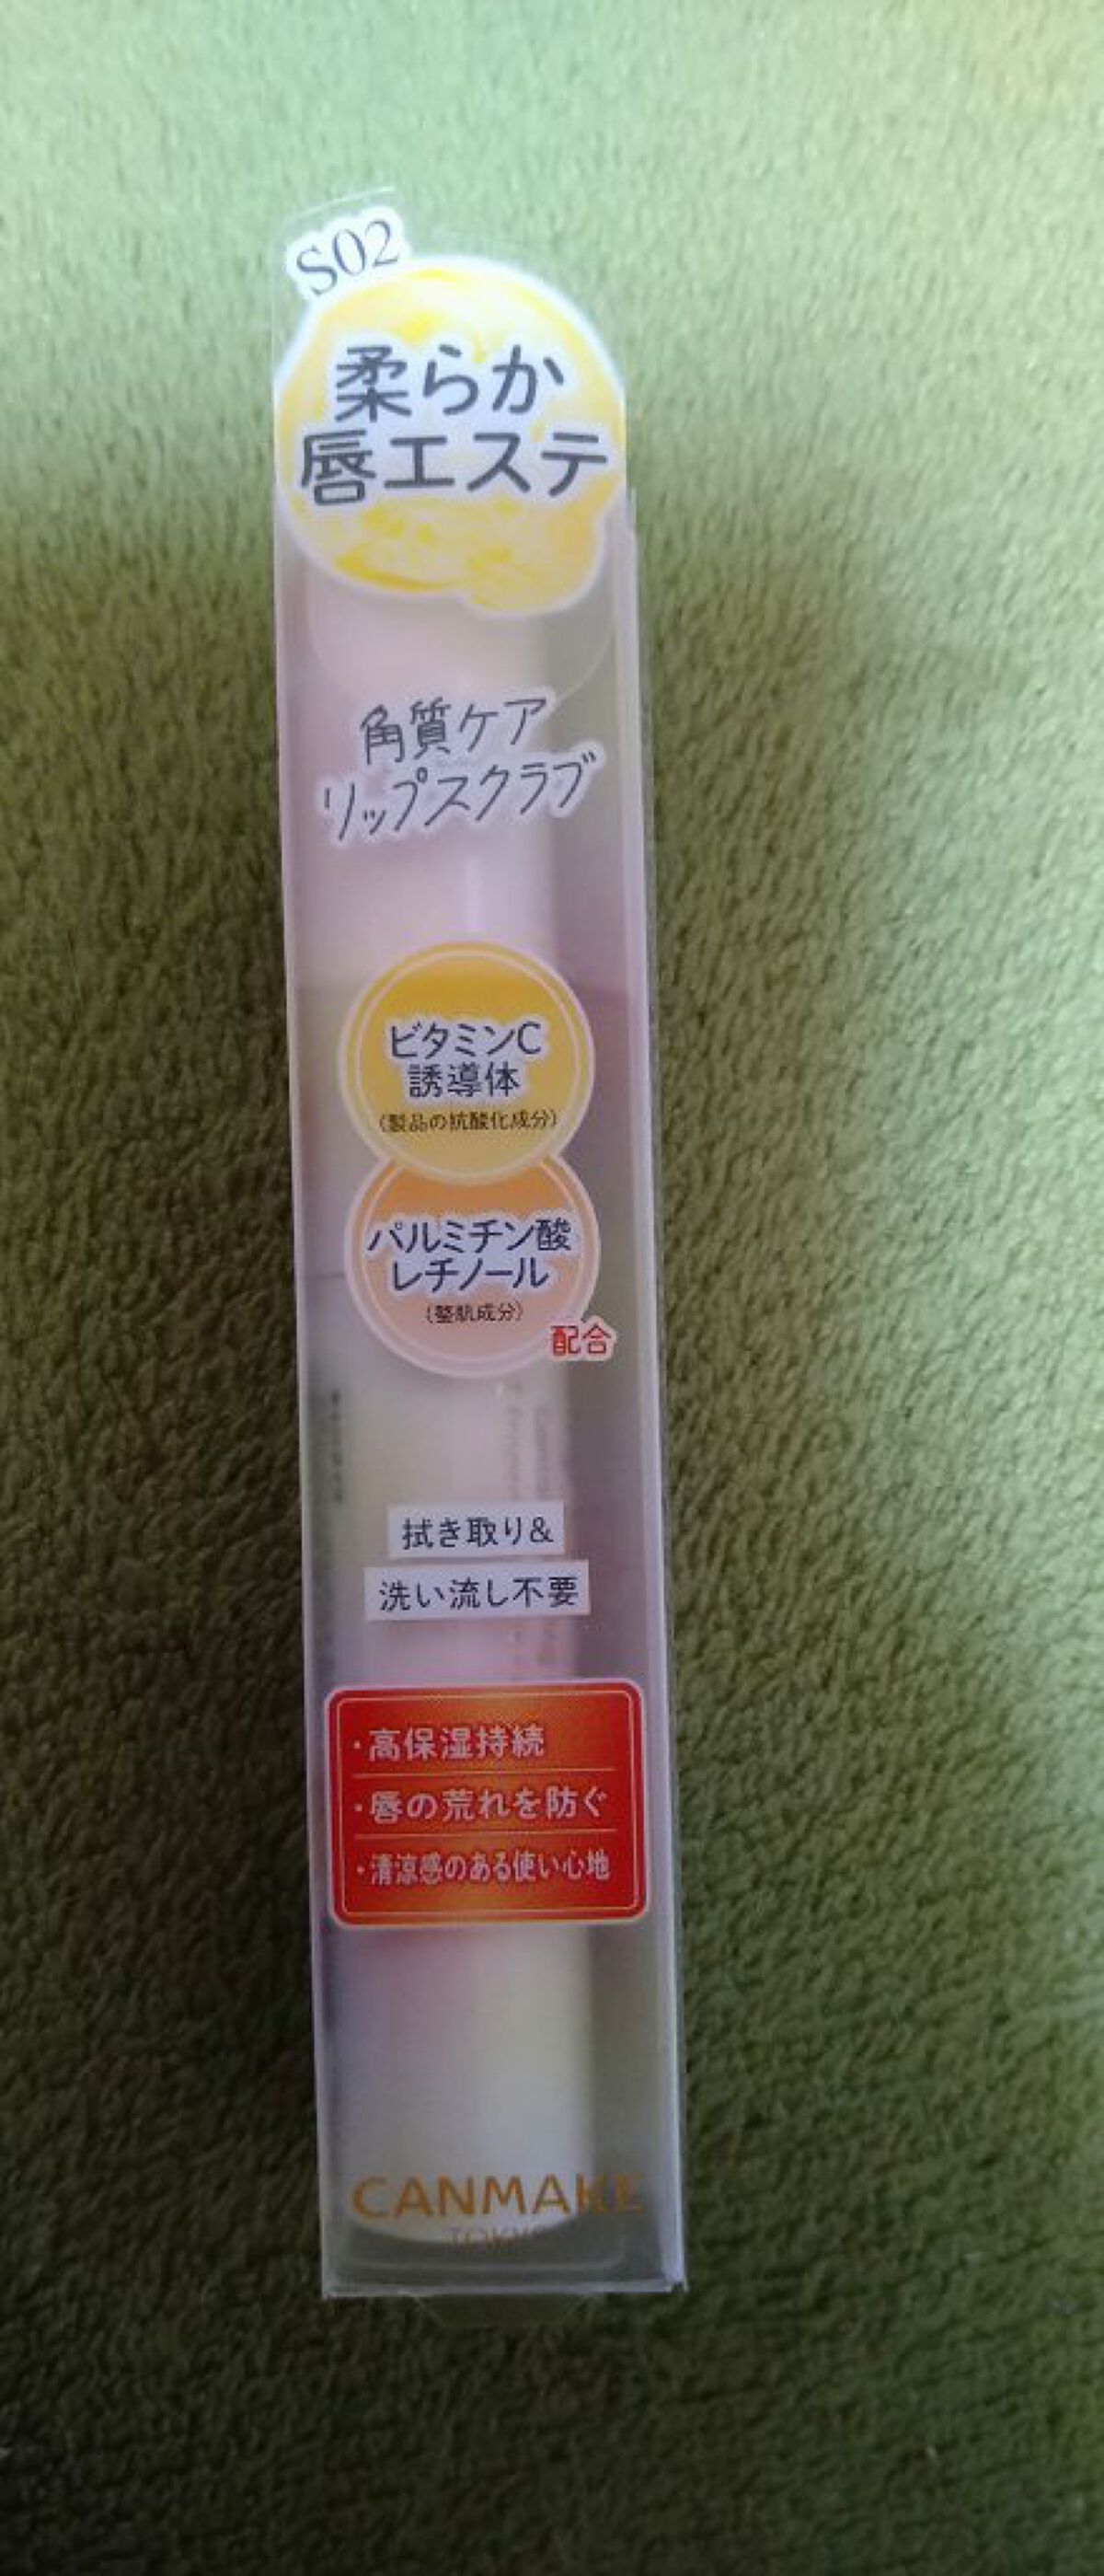 S02
柔らか
唇エステ
角質ケア
リップスクラブ
ビタミンC
誘導体
(製品の抗酸化成分)
パルミチン酸
レチノール
(整肌成分)
配合
拭き取り&
洗い流し不要
・高保湿持続
・唇の荒れを防ぐ
・清涼感のある使い心地
CANMAKE
TOKYO